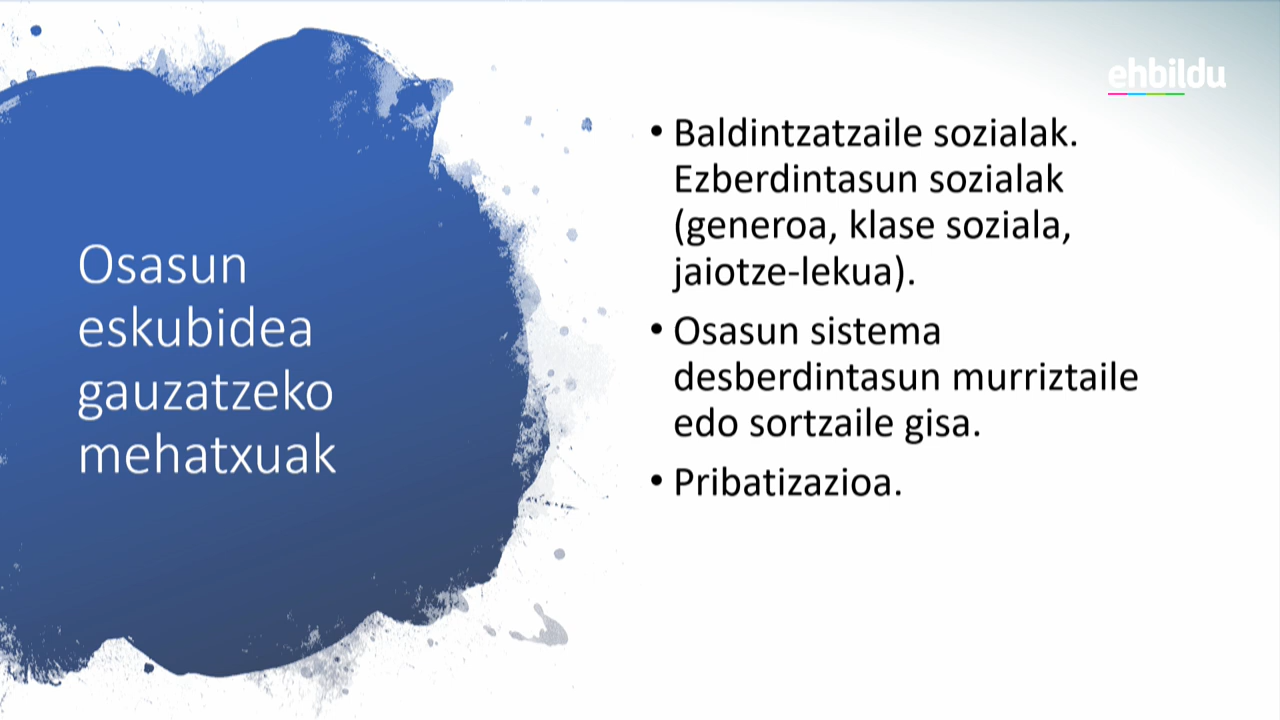 ehbildu
Osasun
eskubidea
gauzatzeko
mehatxuak
• Baldintzatzaile sozialak.
Ezberdintasun sozialak
(generoa, klase soziala,
jaiotze-lekua).
• Osasun sistema
desberdintasun murriztaile
edo sortzaile gisa.
• Pribatizazioa.